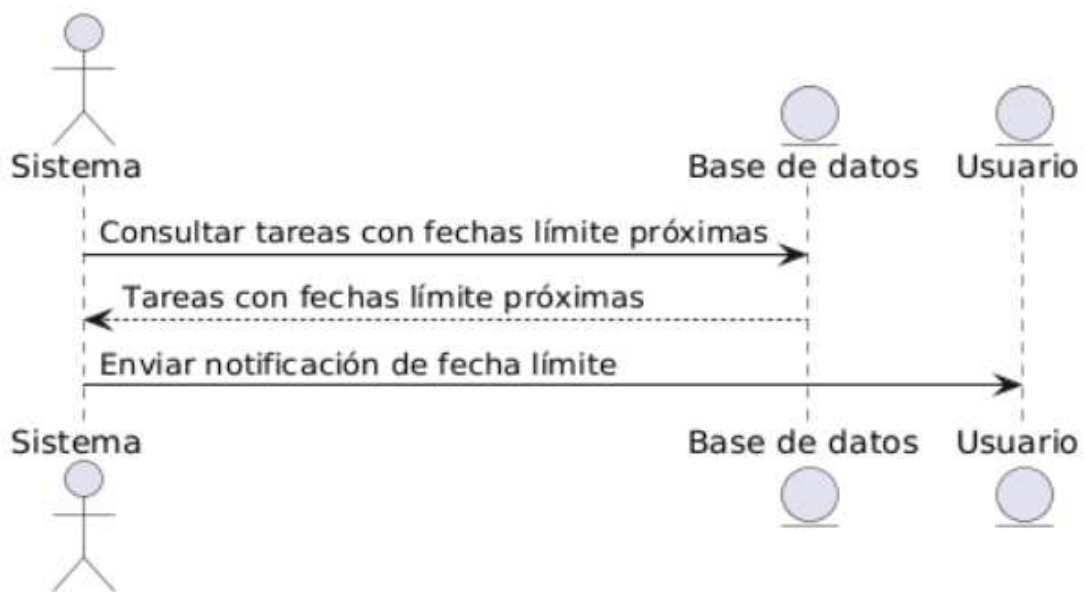 Sistema
Base de datos
Usuario
Consultar tareas con fechas límite próximas
Tareas con fechas límite próximas
Enviar notificación de fecha límite
Sistema
Base de datos
Usuario